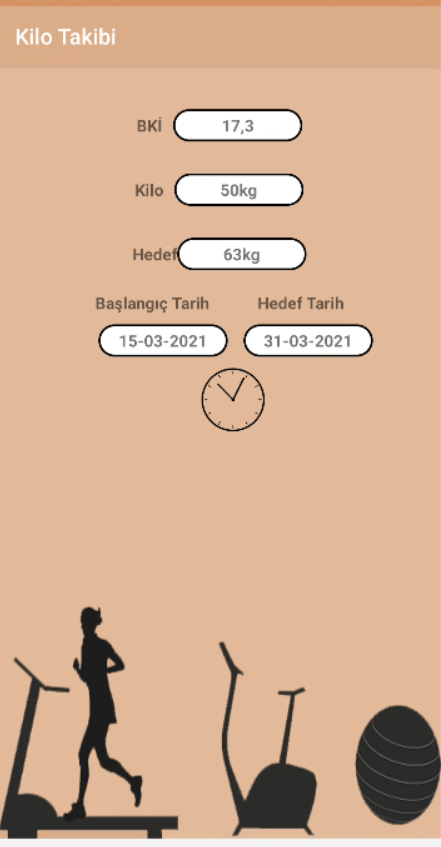 Kilo Takibi
BKİ 17,3
Kilo 50kg
Hedef 63kg
Başlangıç Tarih Hedef Tarih
15-03-2021 31-03-2021